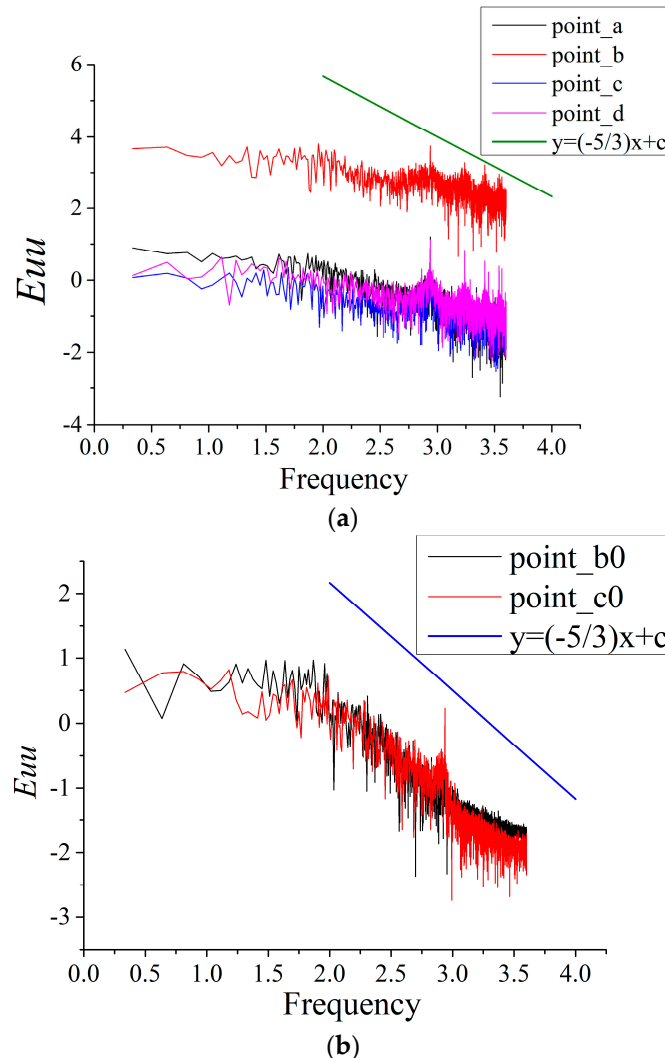 point_a
point_b
point_c
point_d
y=(-5/3)x+c
6
4
2
0
-2
-4
Euu
0.0 0.5 1.0 1.5 2.0 2.5 3.0 3.5 4.0
Frequency
(a)
point_b0
point_c0
y=(-5/3)x+c
2
1
0
-1
-2
-3
Euu
0.0 0.5 1.0 1.5 2.0 2.5 3.0 3.5 4.0
Frequency
(b)